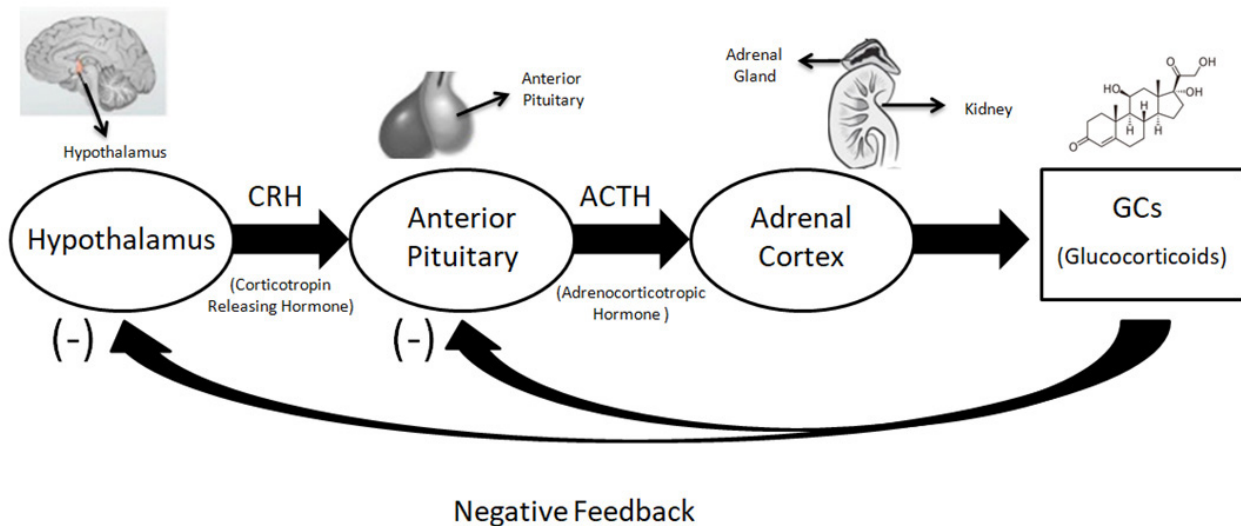 Hypothalamus
Anterior
Pituitary
Adrenal
Gland
Kidney
O
OH
HO
OH
H
H
H
O
Hypothalamus
CRH
(Corticotropin
Releasing Hormone)
Anterior
Pituitary
ACTH
(Adrenocorticotropic
Hormone )
Adrenal
Cortex
GCs
(Glucocorticoids)
(-)
(-)
Negative Feedback